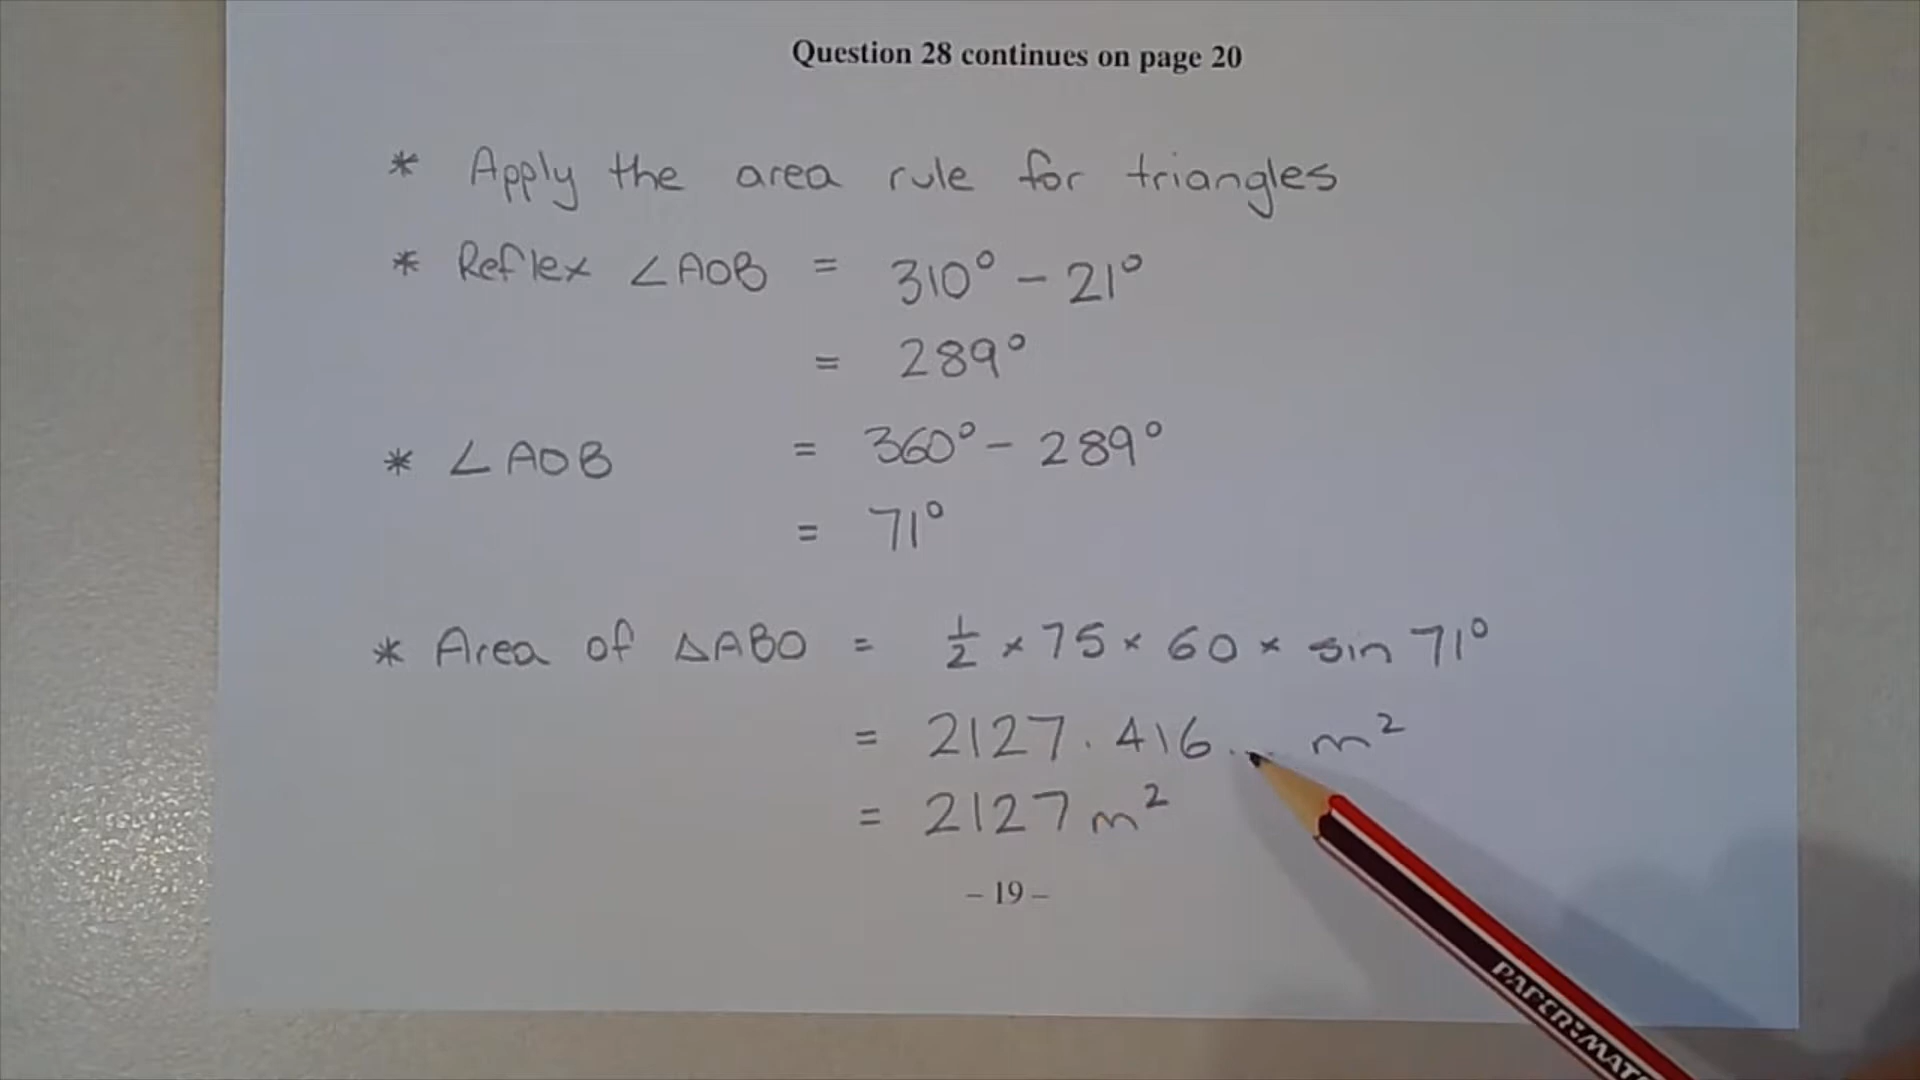 Question 28 continues on page 20
* Apply the area rule for triangles
* Reflex ∠AOB = 310° - 21°
= 289°
* ∠AOB = 360° - 289°
= 71°
* Area of △ABO = 1/2 × 75 × 60 × sin 71°
= 2127.416... m²
= 2127 m²
- 19 -